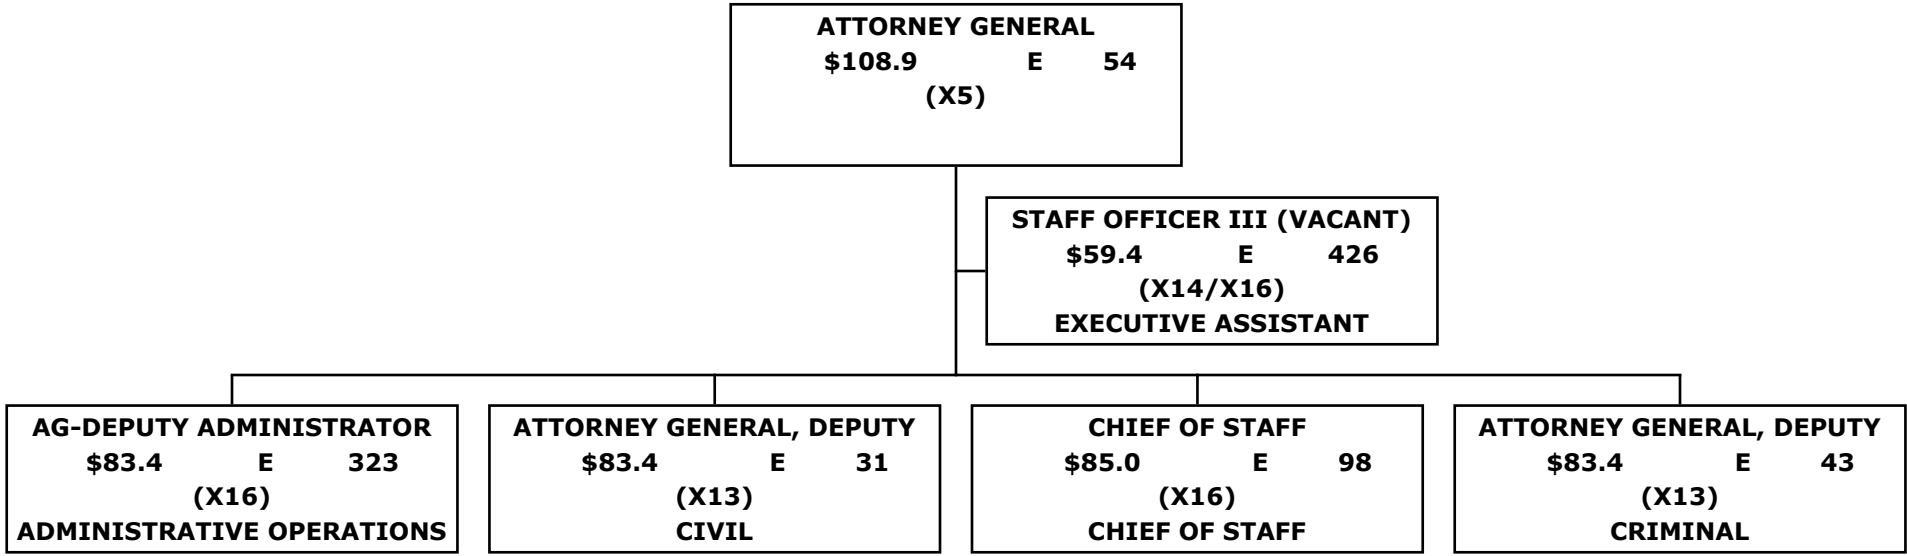 ATTORNEY GENERAL
$108.9 E 54
(X5)
STAFF OFFICER III (VACANT)
$59.4 E 426
(X14/X16)
EXECUTIVE ASSISTANT
AG-DEPUTY ADMINISTRATOR
$83.4 E 323
(X16)
ADMINISTRATIVE OPERATIONS
ATTORNEY GENERAL, DEPUTY
$83.4 E 31
(X13)
CIVIL
CHIEF OF STAFF
$85.0 E 98
(X16)
CHIEF OF STAFF
ATTORNEY GENERAL, DEPUTY
$83.4 E 43
(X13)
CRIMINAL